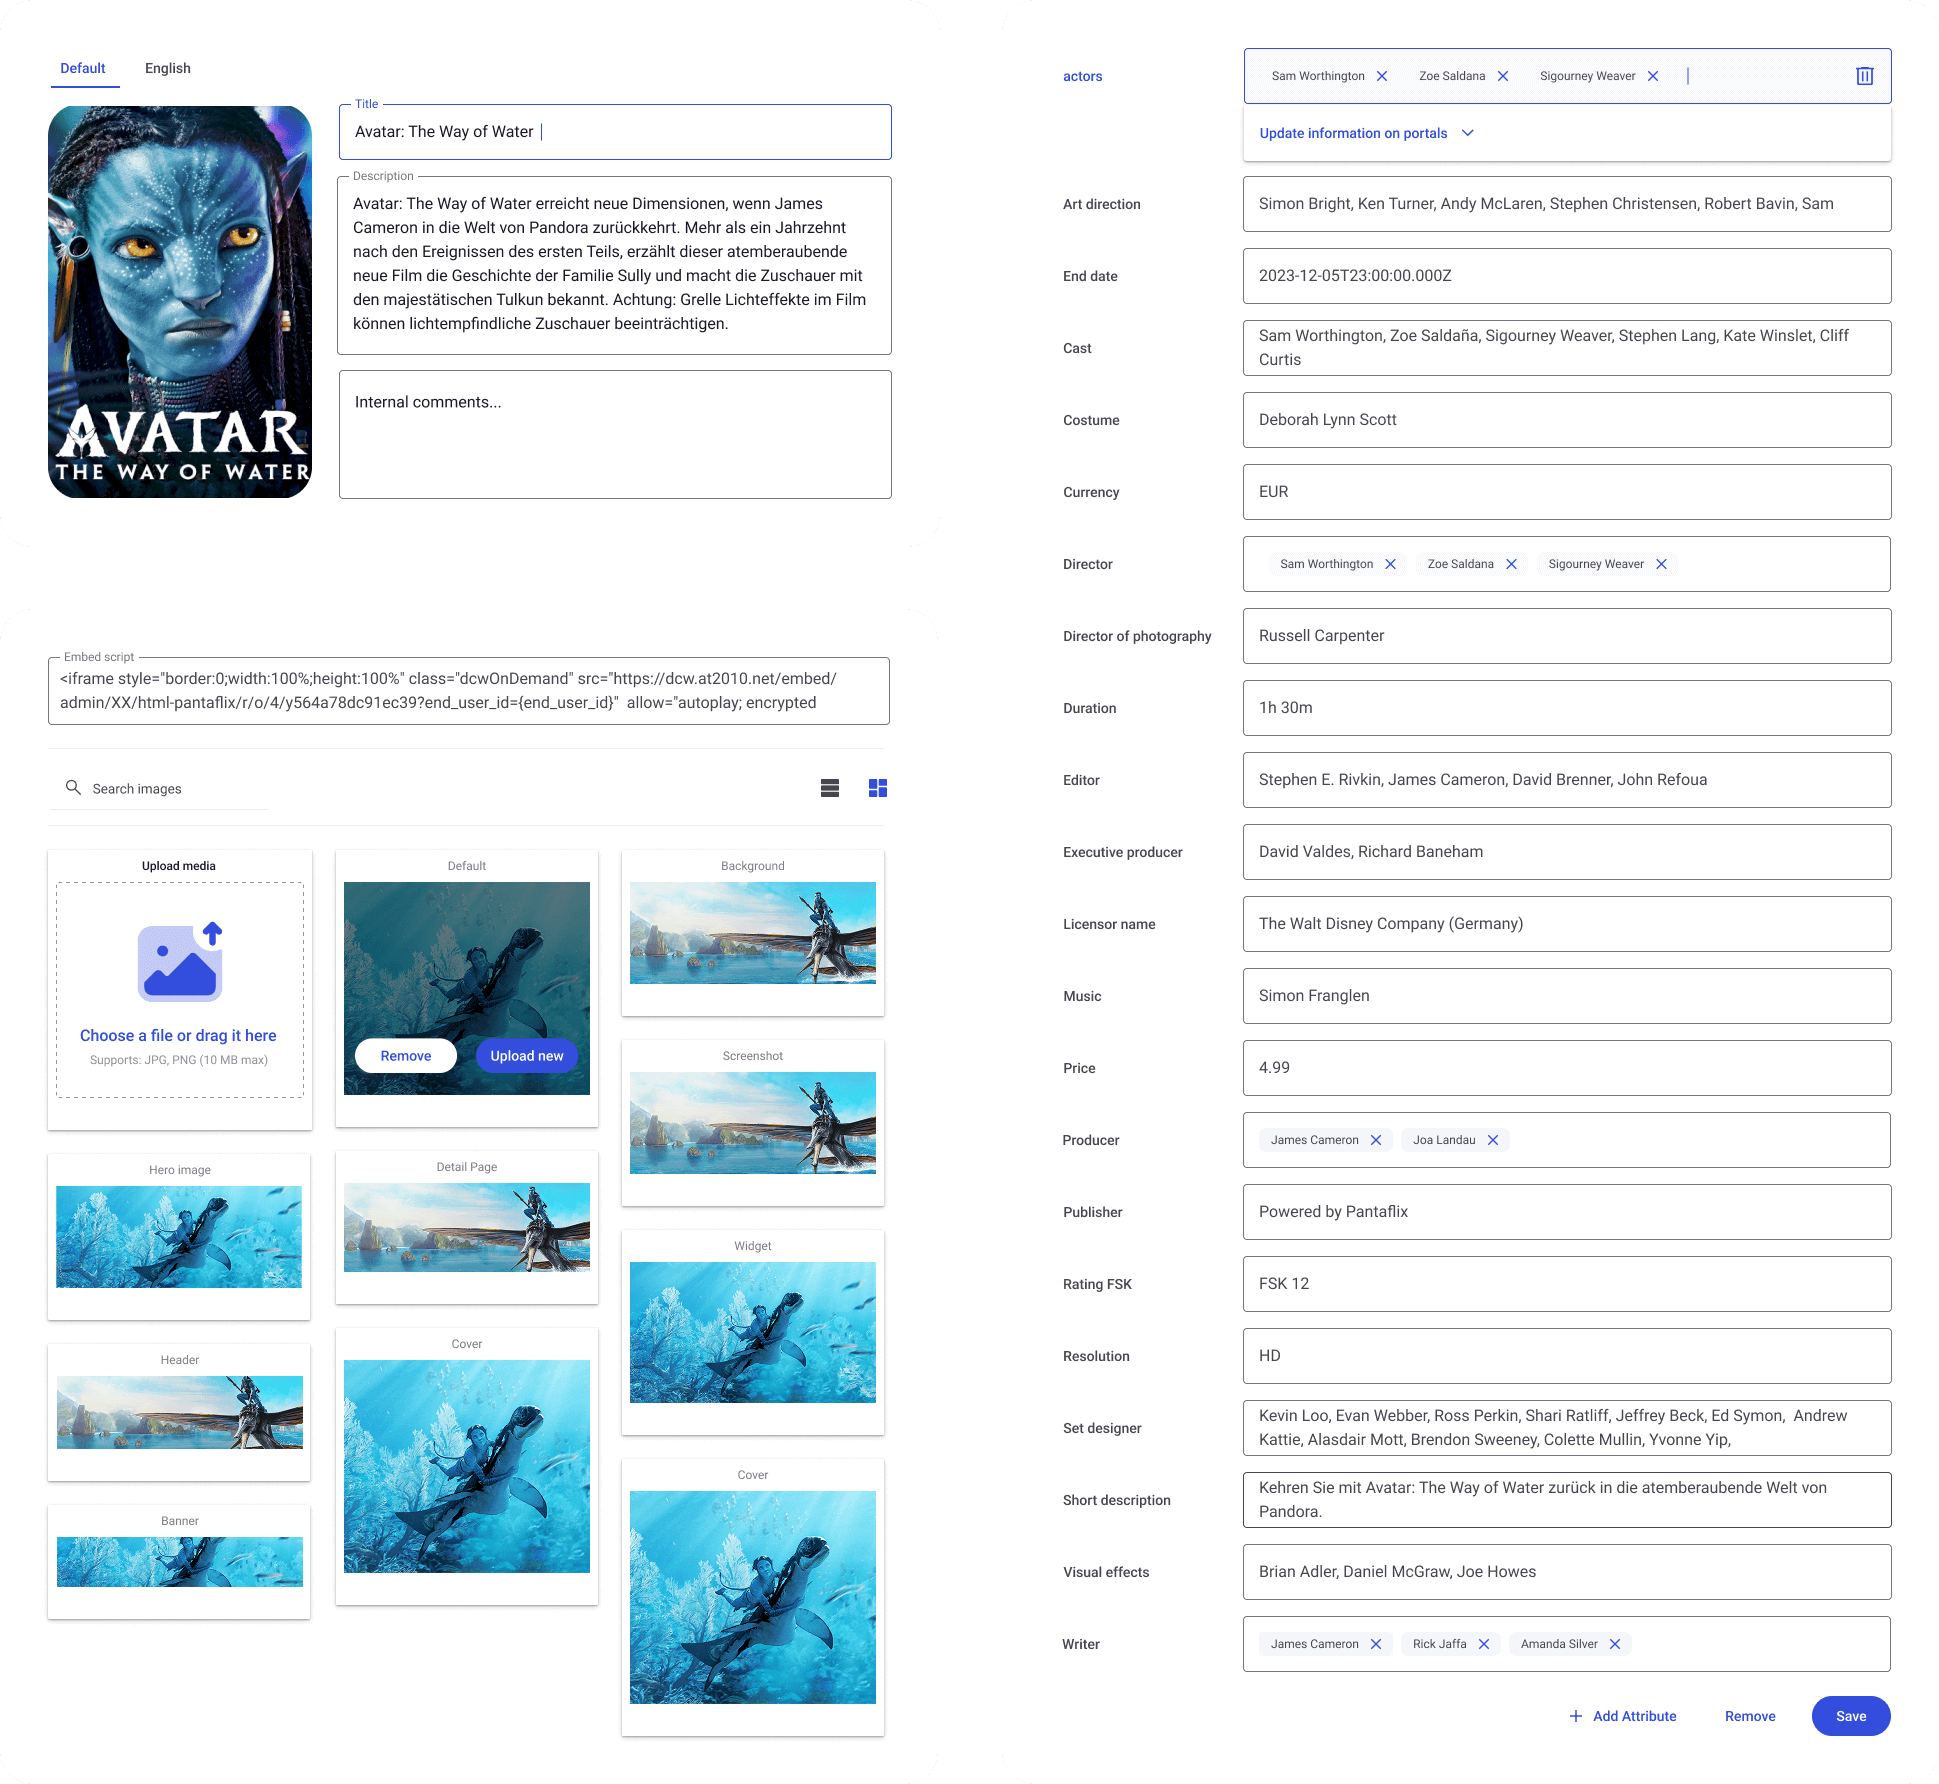 Default
English
AVATAR
THE WAY OF WATER
Title
Avatar: The Way of Water
Description
Avatar: The Way of Water erreicht neue Dimensionen, wenn James
Cameron in die Welt von Pandora zurückkehrt. Mehr als ein Jahrzehnt
nach den Ereignissen des ersten Teils, erzählt dieser atemberaubende
neue Film die Geschichte der Familie Sully und macht die Zuschauer mit
den majestätischen Tulkun bekannt. Achtung: Grelle Lichteffekte im Film
können lichtempfindliche Zuschauer beeinträchtigen.
Internal comments...
Embed script
<iframe style="border:0;width:100%;height:100%" class="dcwOnDemand" src="https://dcw.at2010.net/embed/
admin/XX/html-pantaflix/r/o/4/y564a78dc91ec39?end_user_id={end_user_id}"  allow="autoplay; encrypted
Search images
Upload media
Choose a file or drag it here
Supports: JPG, PNG (10 MB max)
Hero image
Header
Banner
Default
Remove
Upload new
Detail Page
Cover
Background
Screenshot
Widget
Cover
actors
Sam Worthington
Zoe Saldana
Sigourney Weaver
Update information on portals
Art direction
Simon Bright, Ken Turner, Andy McLaren, Stephen Christensen, Robert Bavin, Sam
End date
2023-12-05T23:00:00.000Z
Cast
Sam Worthington, Zoe Saldaña, Sigourney Weaver, Stephen Lang, Kate Winslet, Cliff
Curtis
Costume
Deborah Lynn Scott
Currency
EUR
Director
Sam Worthington
Zoe Saldana
Sigourney Weaver
Director of photography
Russell Carpenter
Duration
1h 30m
Editor
Stephen E. Rivkin, James Cameron, David Brenner, John Refoua
Executive producer
David Valdes, Richard Baneham
Licensor name
The Walt Disney Company (Germany)
Music
Simon Franglen
Price
4.99
Producer
James Cameron
Joa Landau
Publisher
Powered by Pantaflix
Rating FSK
FSK 12
Resolution
HD
Set designer
Kevin Loo, Evan Webber, Ross Perkin, Shari Ratliff, Jeffrey Beck, Ed Symon,  Andrew
Kattie, Alasdair Mott, Brendon Sweeney, Colette Mullin, Yvonne Yip,
Short description
Kehren Sie mit Avatar: The Way of Water zurück in die atemberaubende Welt von
Pandora.
Visual effects
Brian Adler, Daniel McGraw, Joe Howes
Writer
James Cameron
Rick Jaffa
Amanda Silver
Add Attribute
Remove
Save